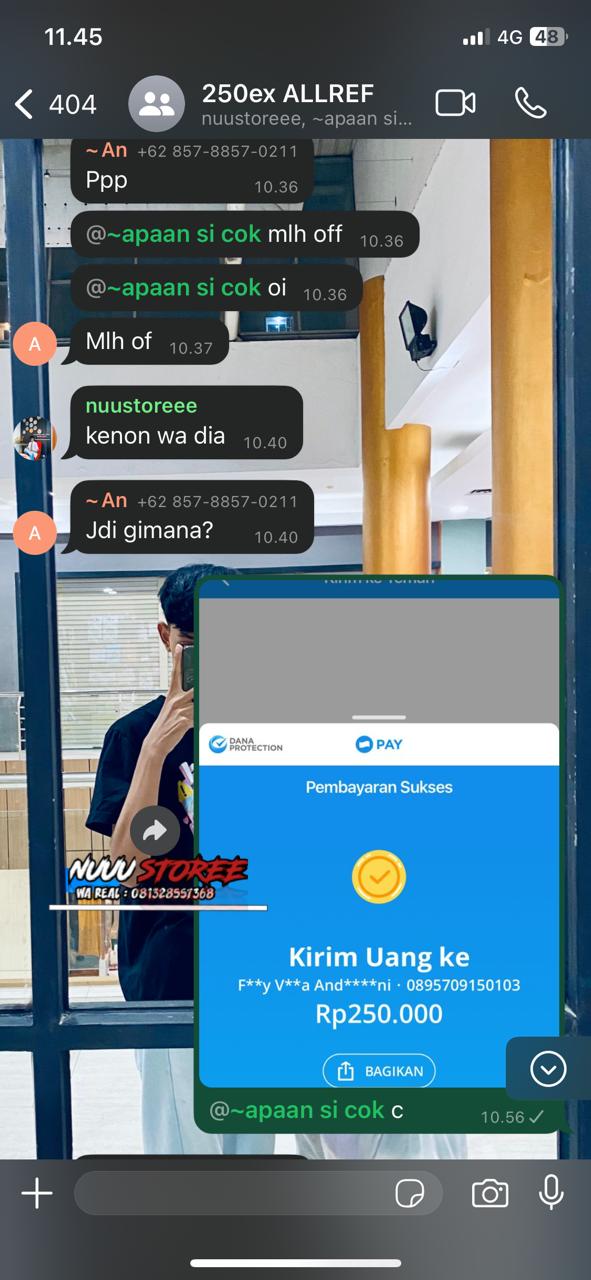 11.45
4G 48
404
250ex ALLREF
nuustoreee, ~apaan si...
~An +62 857-8857-0211
Ppp 10.36
@~apaan si cok mlh off 10.36
@~apaan si cok oi 10.36
A
Mlh of 10.37
nuustoreee
kenon wa dia 10.40
~An +62 857-8857-0211
A
Jdi gimana? 10.40
Kirim ke Teman
DANA PROTECTION
PAY
Pembayaran Sukses
NUUU STOREE
WA REAL : 081328557368
Kirim Uang ke
F**y V**a And****ni · 0895709150103
Rp250.000
BAGIKAN
@~apaan si cok c 10.56